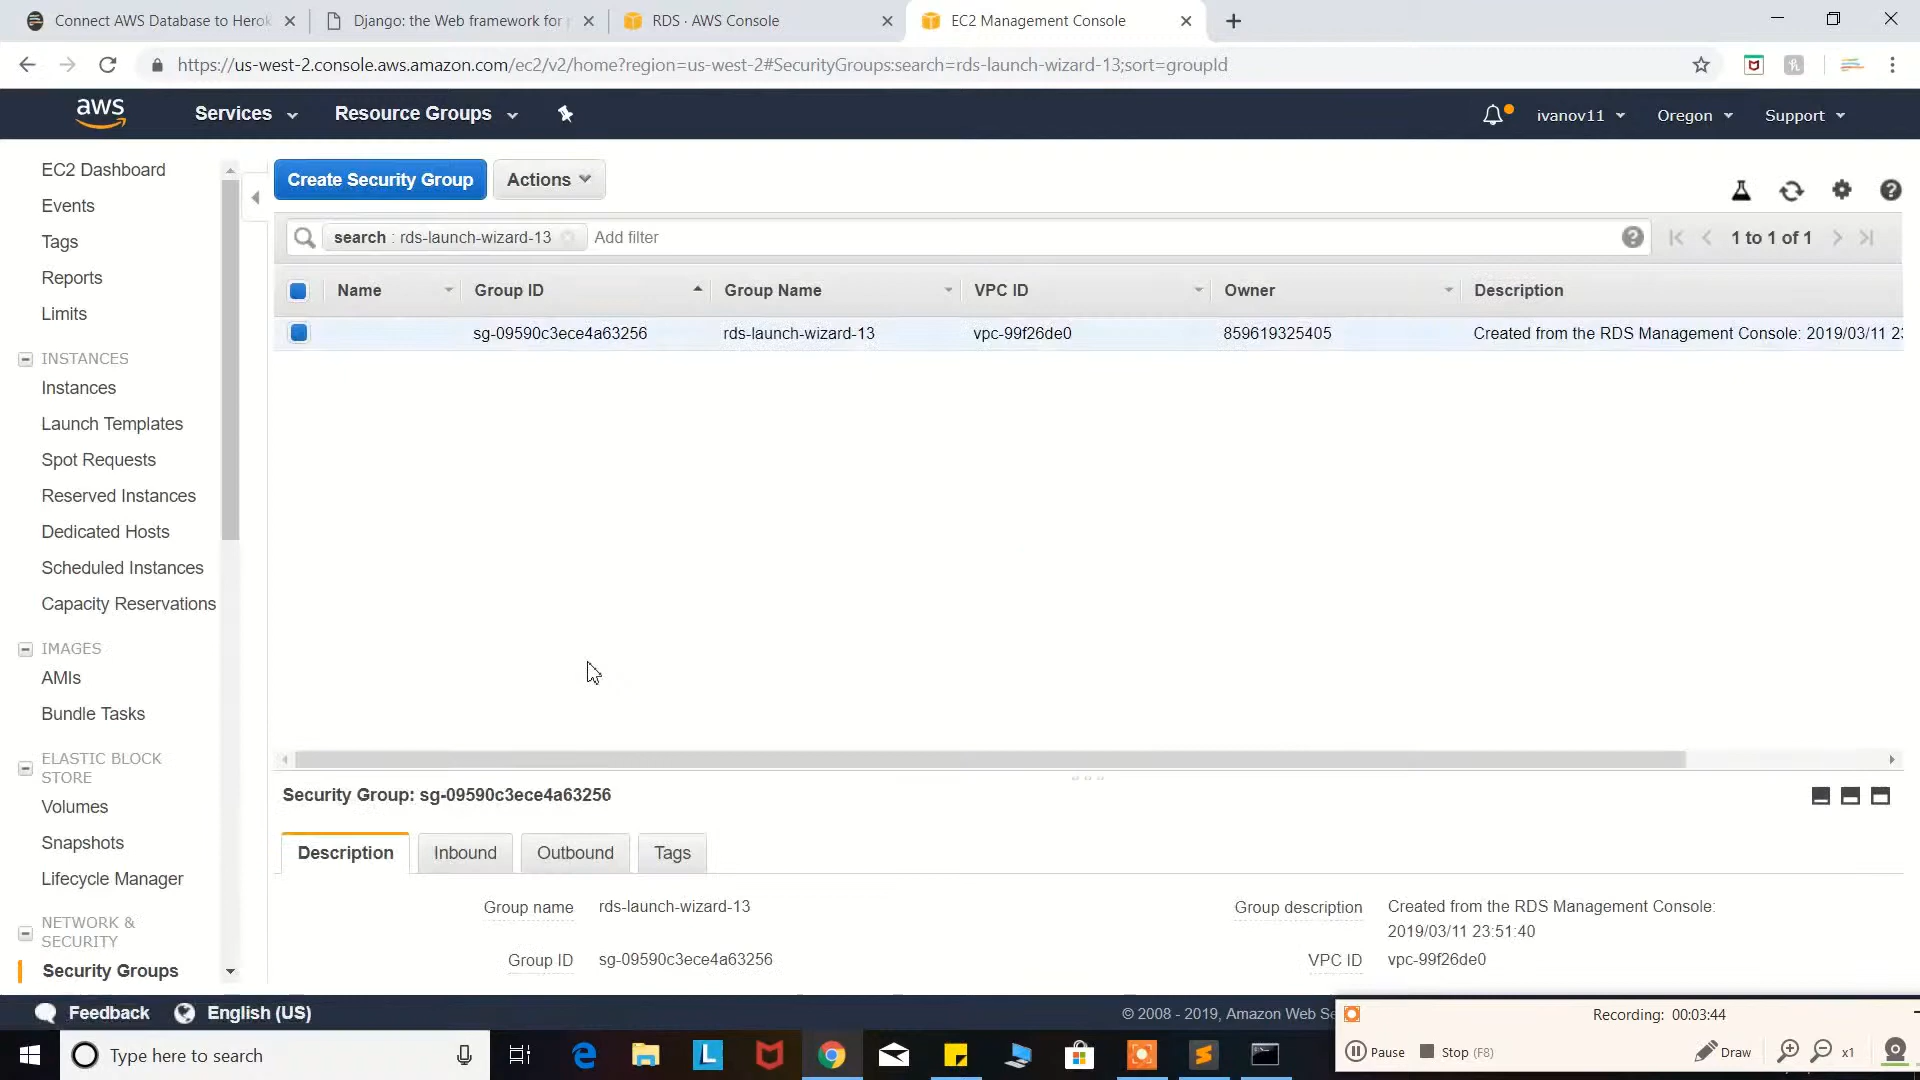 Connect AWS Database to Herok
Django: the Web framework for
RDS · AWS Console
EC2 Management Console
https://us-west-2.console.aws.amazon.com/ec2/v2/home?region=us-west-2#SecurityGroups:search=rds-launch-wizard-13;sort=groupId
aws
Services
Resource Groups
ivanov11
Oregon
Support
EC2 Dashboard
Events
Tags
Reports
Limits
INSTANCES
Instances
Launch Templates
Spot Requests
Reserved Instances
Dedicated Hosts
Scheduled Instances
Capacity Reservations
IMAGES
AMIs
Bundle Tasks
ELASTIC BLOCK
STORE
Volumes
Snapshots
Lifecycle Manager
NETWORK &
SECURITY
Security Groups
Create Security Group
Actions
search : rds-launch-wizard-13
Add filter
1 to 1 of 1
Name
Group ID
Group Name
VPC ID
Owner
Description
sg-09590c3ece4a63256
rds-launch-wizard-13
vpc-99f26de0
859619325405
Created from the RDS Management Console: 2019/03/11 23
Security Group: sg-09590c3ece4a63256
Description
Inbound
Outbound
Tags
Group name
rds-launch-wizard-13
Group description
Created from the RDS Management Console:
2019/03/11 23:51:40
Group ID
sg-09590c3ece4a63256
VPC ID
vpc-99f26de0
Feedback
English (US)
© 2008 - 2019, Amazon Web Se
Recording: 00:03:44
Pause
Stop (F8)
Draw
x1
Type here to search